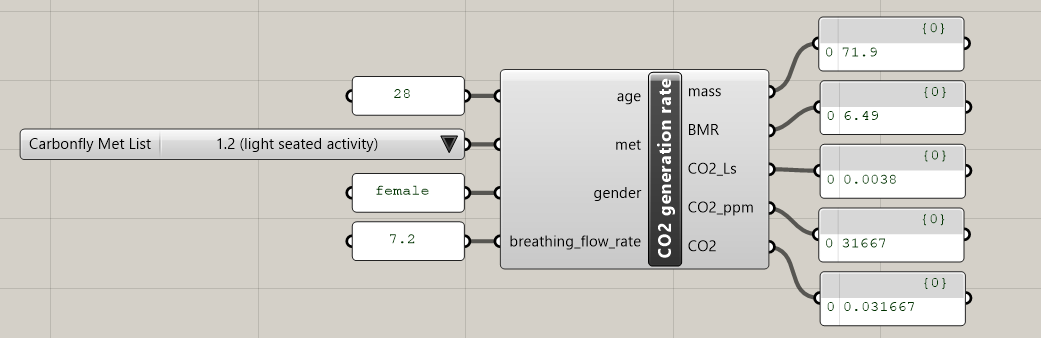 28
Carbonfly Met List 1.2 (light seated activity)
female
7.2
age
met
gender
breathing_flow_rate
CO2 generation rate
mass
BMR
CO2_Ls
CO2_ppm
CO2
{0}
0 71.9
{0}
0 6.49
{0}
0 0.0038
{0}
0 31667
{0}
0 0.031667